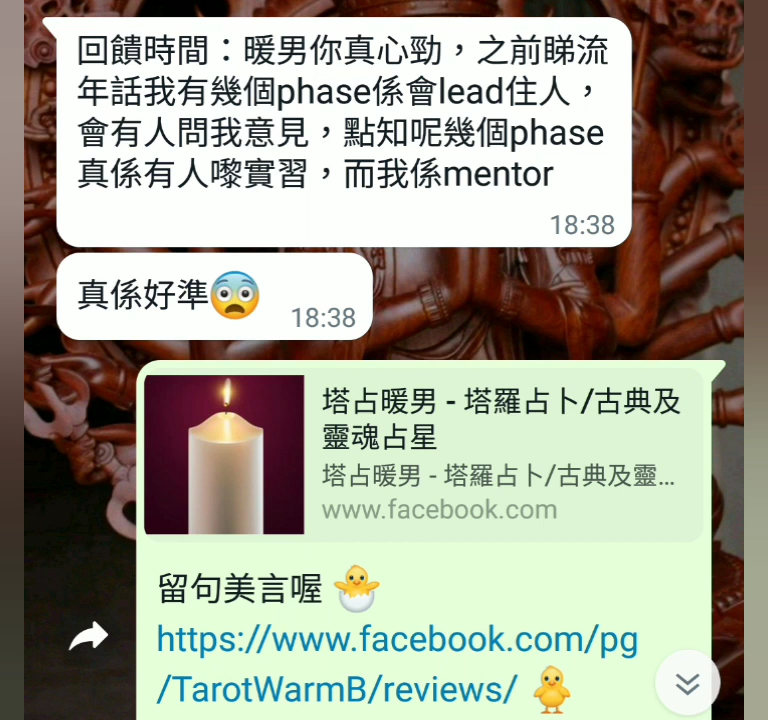 回饋時間：暖男你真心勁，之前睇流
年話我有幾個phase係會lead住人，
會有人問我意見，點知呢幾個phase
真係有人嚟實習，而我係mentor
18:38
真係好準😨
18:38
塔占暖男 - 塔羅占卜/古典及
靈魂占星
塔占暖男 - 塔羅占卜/古典及靈...
www.facebook.com
留句美言喔 🐣
https://www.facebook.com/pg
/TarotWarmB/reviews/ 🐥